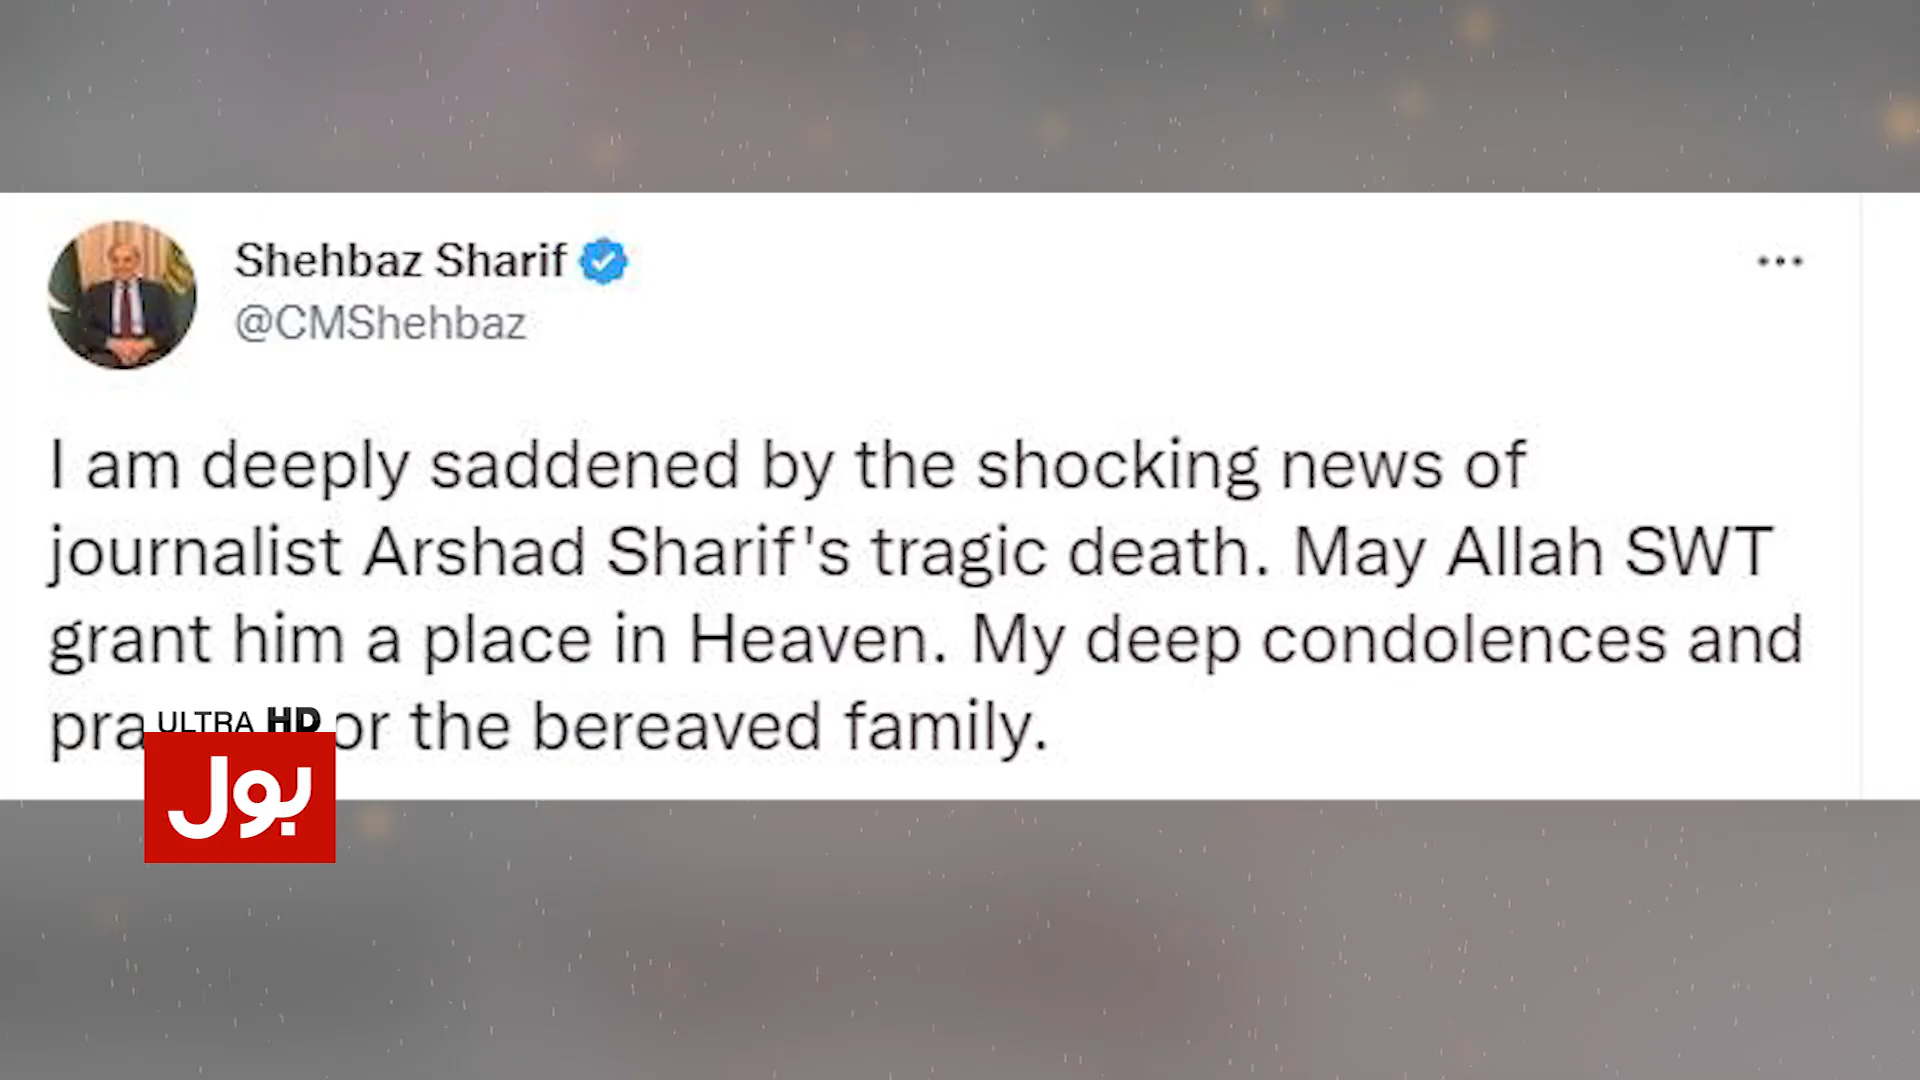 Shehbaz Sharif
@CMShehbaz
I am deeply saddened by the shocking news of
journalist Arshad Sharif's tragic death. May Allah SWT
grant him a place in Heaven. My deep condolences and
pra or the bereaved family.
ULTRA HD
بول